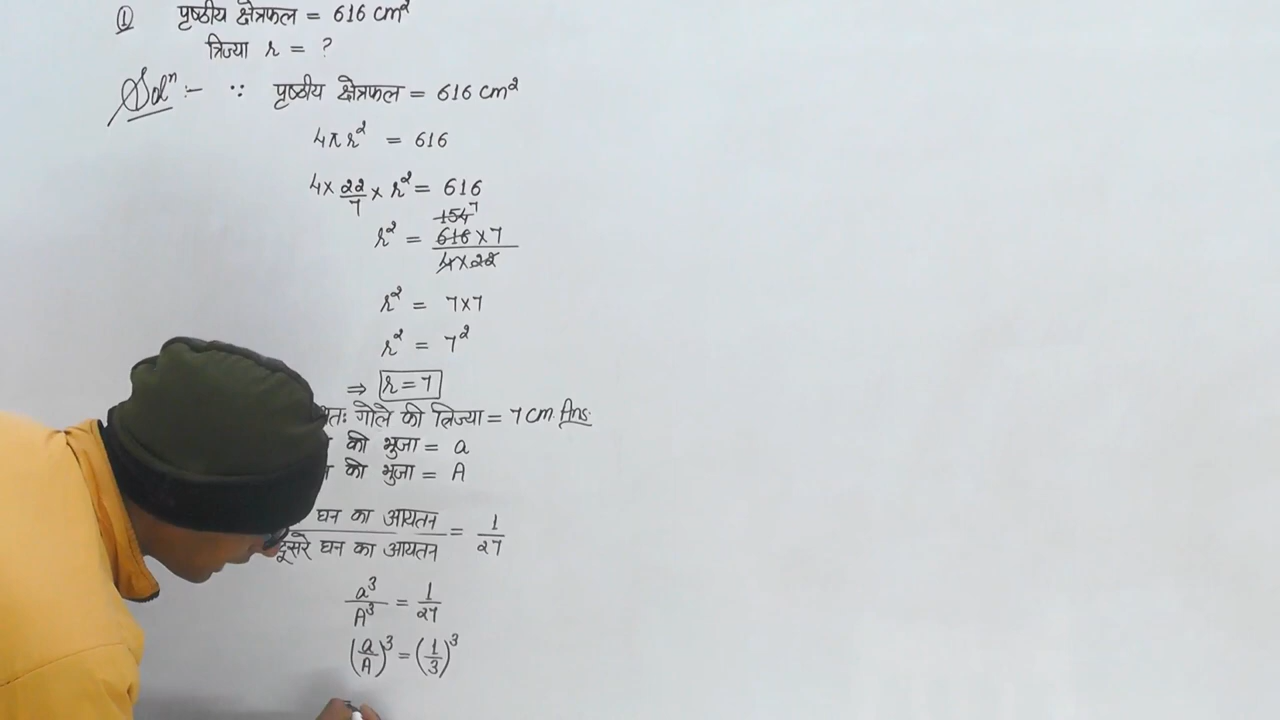 ① पृष्ठीय क्षेत्रफल = 616 cm²
त्रिज्या r = ?
Solⁿ :- ∵ पृष्ठीय क्षेत्रफल = 616 cm²
4πr² = 616
4 × 22/7 × r² = 616
154 7
r² = 616 × 7 / 4 × 22
r² = 7×7
r² = 7²
⇒ r = 7
गोले की त्रिज्या = 7 cm Ans.
की भुजा = a
की भुजा = A
घन का आयतन / दूसरे घन का आयतन = 1/27
a³/A³ = 1/27
(a/A)³ = (1/3)³